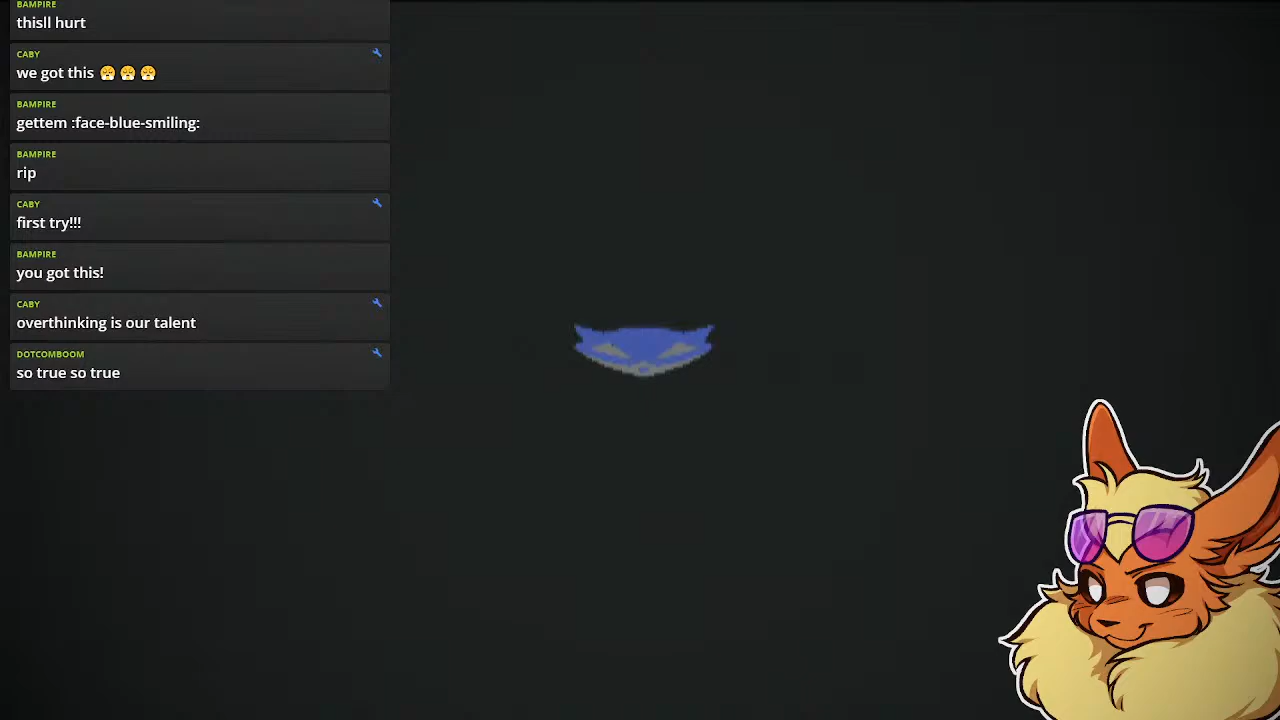 BAMPIRE
thisll hurt
CABY
we got this 😤 😤 😤
BAMPIRE
gettem :face-blue-smiling:
BAMPIRE
rip
CABY
first try!!!
BAMPIRE
you got this!
CABY
overthinking is our talent
DOTCOMBOOM
so true so true